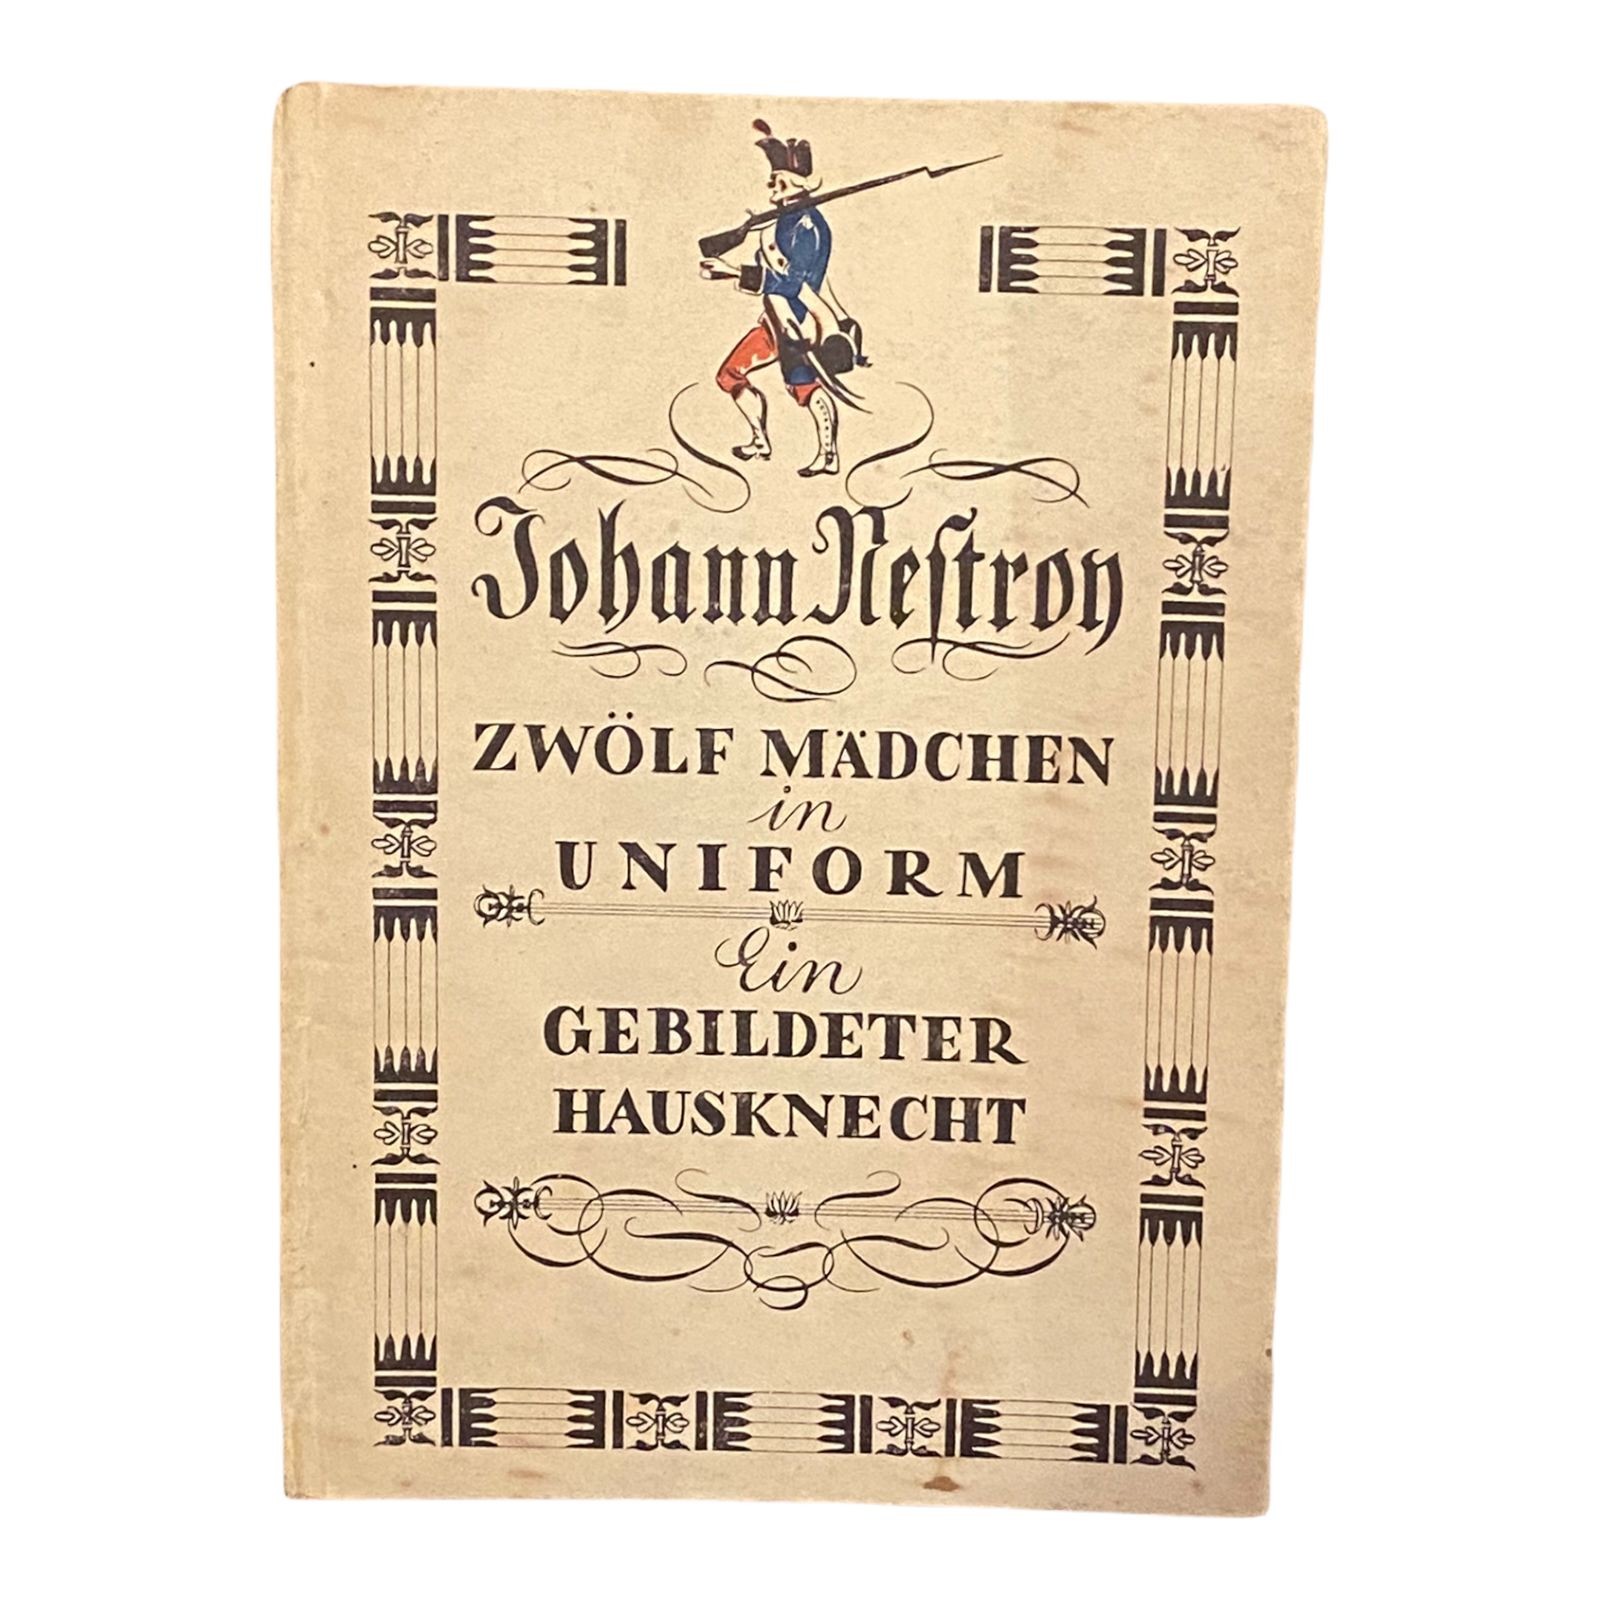 Johann Neſtroy
ZWÖLF MÄDCHEN
in
UNIFORM
Ein
GEBILDETER
HAUSKNECHT